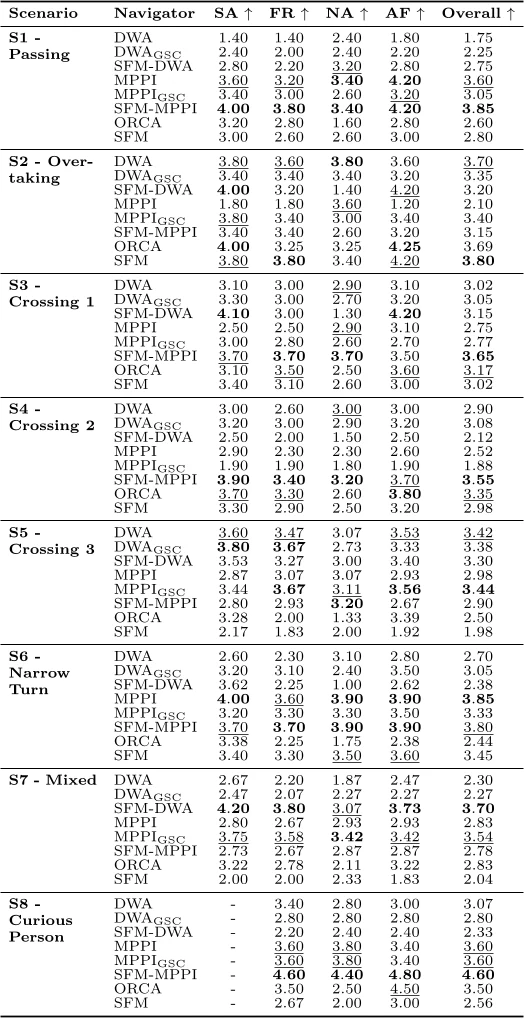 Scenario Navigator SA ↑ FR ↑ NA ↑ AF ↑ Overall ↑
S1 - DWA 1.40 1.40 2.40 1.80 1.75
Passing DWAGSC 2.40 2.00 2.40 2.20 2.25
SFM-DWA 2.80 2.20 3.20 2.80 2.75
MPPI 3.60 3.20 3.40 4.20 3.60
MPPIGSC 3.40 3.00 2.60 3.20 3.05
SFM-MPPI 4.00 3.80 3.40 4.20 3.85
ORCA 3.20 2.80 1.60 2.80 2.60
SFM 3.00 2.60 2.60 3.00 2.80
S2 - Over- DWA 3.80 3.60 3.80 3.60 3.70
taking DWAGSC 3.40 3.40 3.40 3.20 3.35
SFM-DWA 4.00 3.20 1.40 4.20 3.20
MPPI 1.80 1.80 3.60 1.20 2.10
MPPIGSC 3.80 3.40 3.00 3.40 3.40
SFM-MPPI 3.40 3.40 2.60 3.20 3.15
ORCA 4.00 3.25 3.25 4.25 3.69
SFM 3.80 3.80 3.40 4.20 3.80
S3 - DWA 3.10 3.00 2.90 3.10 3.02
Crossing 1 DWAGSC 3.30 3.00 2.70 3.20 3.05
SFM-DWA 4.10 3.00 1.30 4.20 3.15
MPPI 2.50 2.50 2.90 3.10 2.75
MPPIGSC 3.00 2.80 2.60 2.70 2.77
SFM-MPPI 3.70 3.70 3.70 3.50 3.65
ORCA 3.10 3.50 2.50 3.60 3.17
SFM 3.40 3.10 2.60 3.00 3.02
S4 - DWA 3.00 2.60 3.00 3.00 2.90
Crossing 2 DWAGSC 3.20 3.00 2.90 3.20 3.08
SFM-DWA 2.50 2.00 1.50 2.50 2.12
MPPI 2.90 2.30 2.30 2.60 2.52
MPPIGSC 1.90 1.90 1.80 1.90 1.88
SFM-MPPI 3.90 3.40 3.20 3.70 3.55
ORCA 3.70 3.30 2.60 3.80 3.35
SFM 3.30 2.90 2.50 3.20 2.98
S5 - DWA 3.60 3.47 3.07 3.53 3.42
Crossing 3 DWAGSC 3.80 3.67 2.73 3.33 3.38
SFM-DWA 3.53 3.27 3.00 3.40 3.30
MPPI 2.87 3.07 3.07 2.93 2.98
MPPIGSC 3.44 3.67 3.11 3.56 3.44
SFM-MPPI 2.80 2.93 3.20 2.67 2.90
ORCA 3.28 2.00 1.33 3.39 2.50
SFM 2.17 1.83 2.00 1.92 1.98
S6 - DWA 2.60 2.30 3.10 2.80 2.70
Narrow DWAGSC 3.20 3.10 2.40 3.50 3.05
Turn SFM-DWA 3.62 2.25 1.00 2.62 2.38
MPPI 4.00 3.60 3.90 3.90 3.85
MPPIGSC 3.20 3.30 3.30 3.50 3.33
SFM-MPPI 3.70 3.70 3.90 3.90 3.80
ORCA 3.38 2.25 1.75 2.38 2.44
SFM 3.40 3.30 3.50 3.60 3.45
S7 - Mixed DWA 2.67 2.20 1.87 2.47 2.30
DWAGSC 2.47 2.07 2.27 2.27 2.27
SFM-DWA 4.20 3.80 3.07 3.73 3.70
MPPI 2.80 2.67 2.93 2.93 2.83
MPPIGSC 3.75 3.58 3.42 3.42 3.54
SFM-MPPI 2.73 2.67 2.87 2.87 2.78
ORCA 3.22 2.78 2.11 3.22 2.83
SFM 2.00 2.00 2.33 1.83 2.04
S8 - DWA - 3.40 2.80 3.00 3.07
Curious DWAGSC - 2.80 2.80 2.80 2.80
Person SFM-DWA - 2.20 2.40 2.40 2.33
MPPI - 3.60 3.80 3.40 3.60
MPPIGSC - 3.60 3.80 3.40 3.60
SFM-MPPI - 4.60 4.40 4.80 4.60
ORCA - 3.50 2.50 4.50 3.50
SFM - 2.67 2.00 3.00 2.56